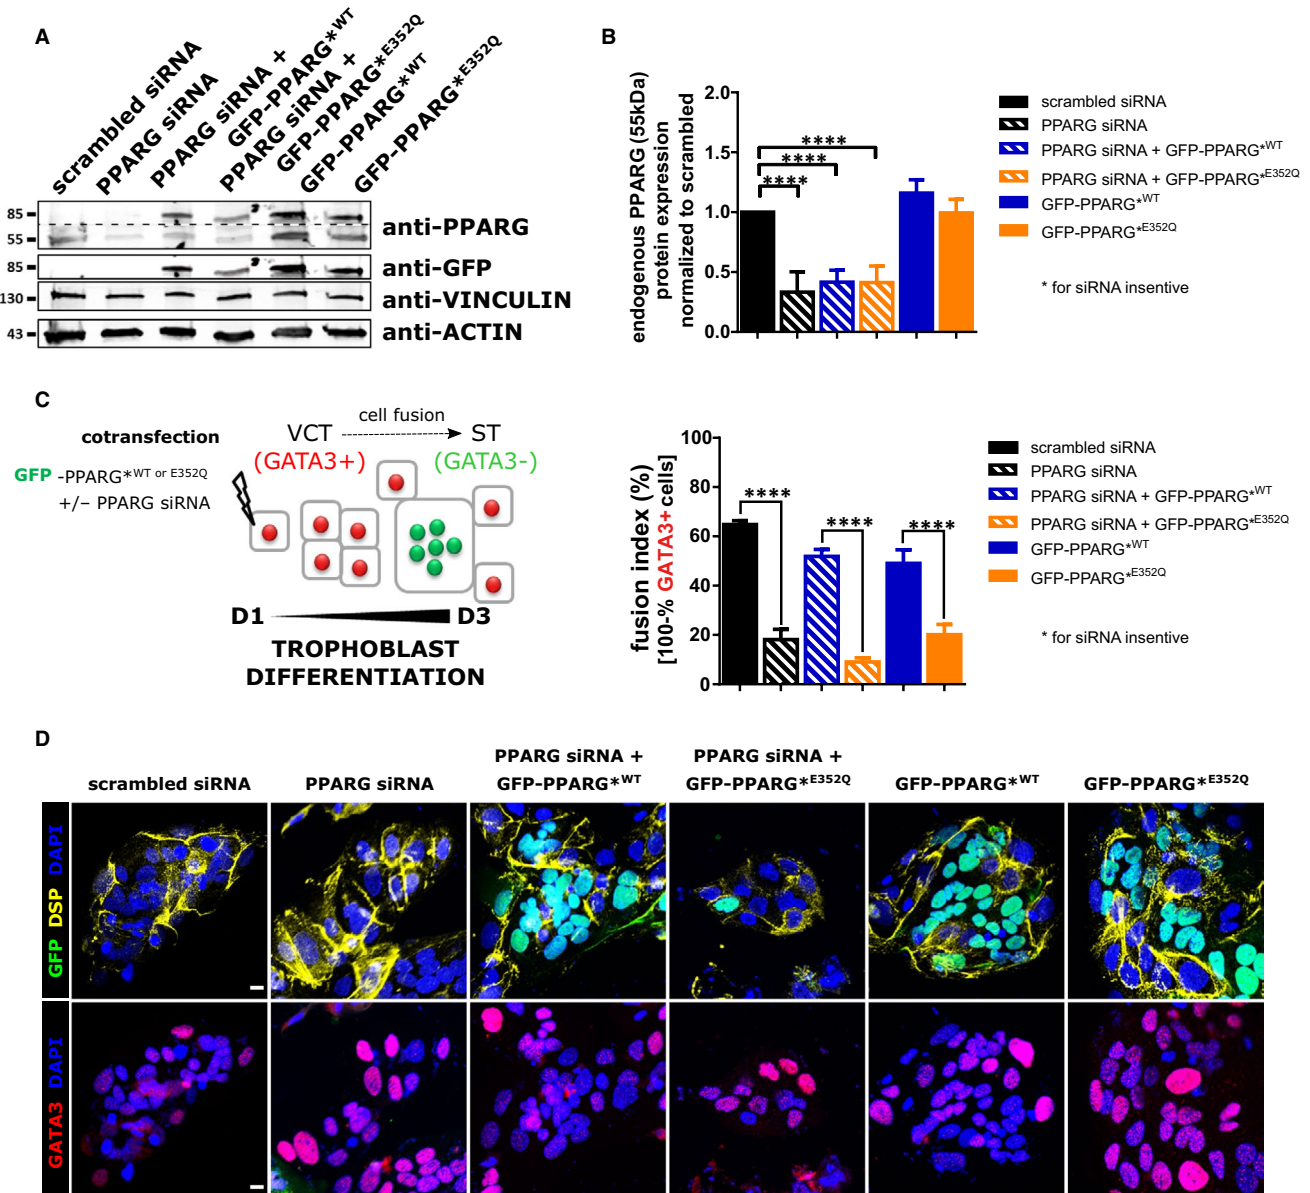 A
scrambled siRNA
PPARG siRNA
PPARG siRNA +
GFP-PPARG*WT
PPARG siRNA +
GFP-PPARG*E352Q
GFP-PPARG*WT
GFP-PPARG*E352Q
85
55
anti-PPARG
85
anti-GFP
130
anti-VINCULIN
43
anti-ACTIN
B
endogenous PPARG (55kDa)
protein expression
normalized to scrambled
2.0
1.5
1.0
0.5
0.0
****
****
****
scrambled siRNA
PPARG siRNA
PPARG siRNA + GFP-PPARG*WT
PPARG siRNA + GFP-PPARG*E352Q
GFP-PPARG*WT
GFP-PPARG*E352Q
* for siRNA insentive
C
cotransfection
GFP -PPARG*WT or E352Q
+/- PPARG siRNA
cell fusion
VCT
ST
(GATA3+)
(GATA3-)
D1
D3
TROPHOBLAST
DIFFERENTIATION
fusion index (%)
[100-% GATA3+ cells]
100
80
60
40
20
0
****
****
****
scrambled siRNA
PPARG siRNA
PPARG siRNA + GFP-PPARG*WT
PPARG siRNA + GFP-PPARG*E352Q
GFP-PPARG*WT
GFP-PPARG*E352Q
* for siRNA insentive
D
scrambled siRNA
PPARG siRNA
PPARG siRNA +
GFP-PPARG*WT
PPARG siRNA +
GFP-PPARG*E352Q
GFP-PPARG*WT
GFP-PPARG*E352Q
GFP DSP DAPI
GATA3 DAPI